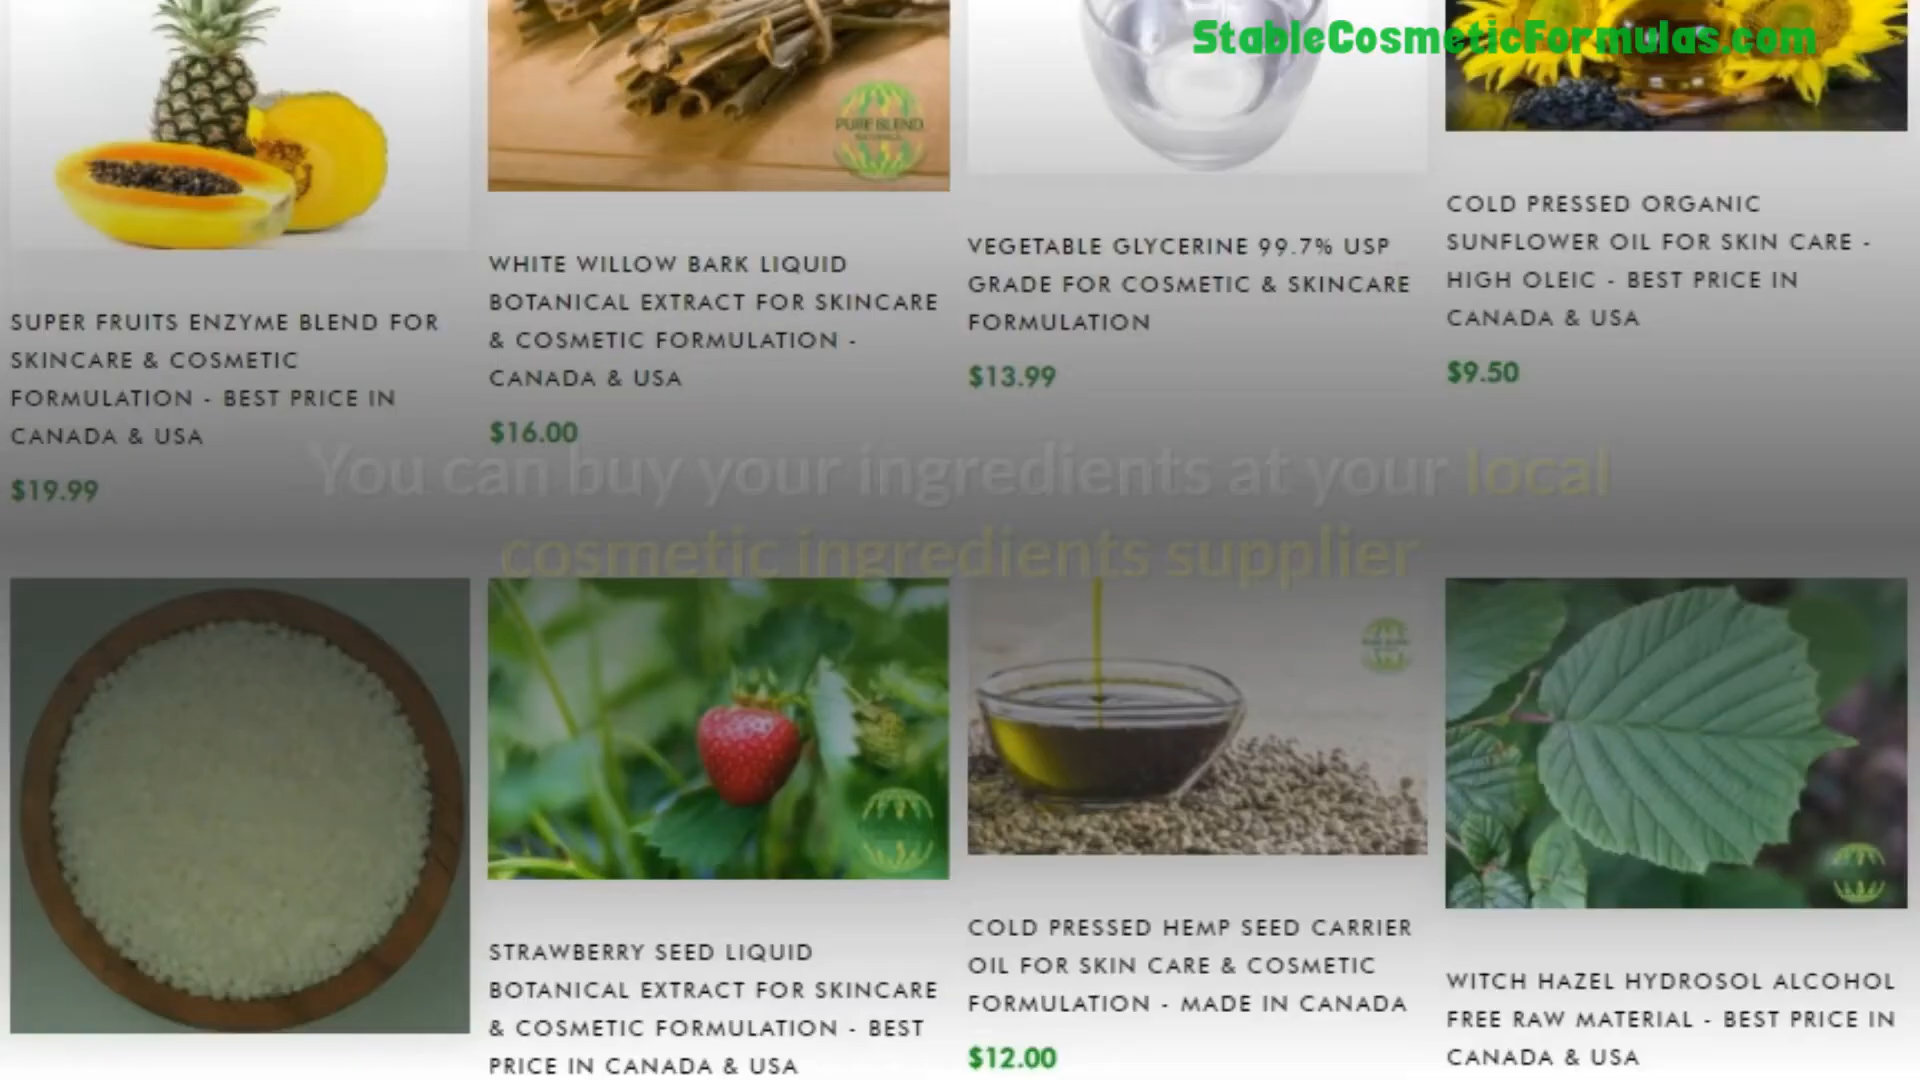 StableCosmeticFormulas.com
PURE BLEND
SUPER FRUITS ENZYME BLEND FOR
SKINCARE & COSMETIC
FORMULATION - BEST PRICE IN
CANADA & USA
$19.99
WHITE WILLOW BARK LIQUID
BOTANICAL EXTRACT FOR SKINCARE
& COSMETIC FORMULATION -
CANADA & USA
$16.00
VEGETABLE GLYCERINE 99.7% USP
GRADE FOR COSMETIC & SKINCARE
FORMULATION
$13.99
COLD PRESSED ORGANIC
SUNFLOWER OIL FOR SKIN CARE -
HIGH OLEIC - BEST PRICE IN
CANADA & USA
$9.50
You can buy your ingredients at your local
cosmetic ingredients supplier
STRAWBERRY SEED LIQUID
BOTANICAL EXTRACT FOR SKINCARE
& COSMETIC FORMULATION - BEST
PRICE IN CANADA & USA
COLD PRESSED HEMP SEED CARRIER
OIL FOR SKIN CARE & COSMETIC
FORMULATION - MADE IN CANADA
$12.00
WITCH HAZEL HYDROSOL ALCOHOL
FREE RAW MATERIAL - BEST PRICE IN
CANADA & USA